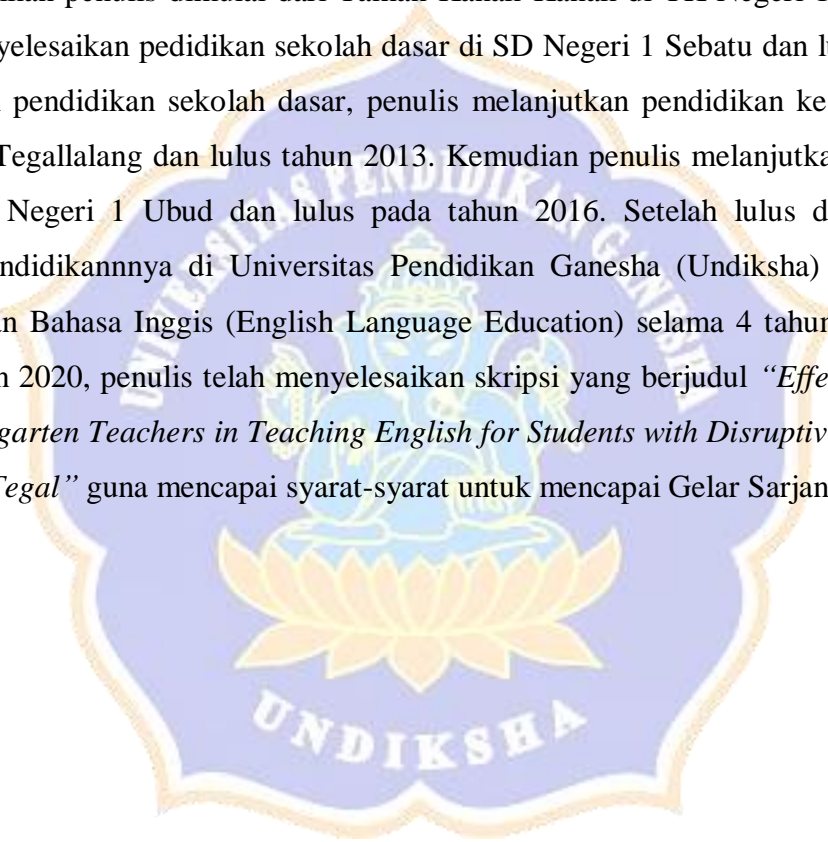 penulis dimulai dari Taman Kanak-Kanak di TK Negeri
yelesaikan pedidikan sekolah dasar di SD Negeri 1 Sebatu dan lu
pendidikan sekolah dasar, penulis melanjutkan pendidikan ke
Tegallalang dan lulus tahun 2013. Kemudian penulis melanjutka
Negeri 1 Ubud dan lulus pada tahun 2016. Setelah lulus d
ndidikannnya di Universitas Pendidikan Ganesha (Undiksha)
n Bahasa Inggis (English Language Education) selama 4 tahun
n 2020, penulis telah menyelesaikan skripsi yang berjudul “Effe
garten Teachers in Teaching English for Students with Disruptiv
Tegal” guna mencapai syarat-syarat untuk mencapai Gelar Sarjan
UNIVERSITAS PENDIDIKAN GANESHA
UNDIKSHA